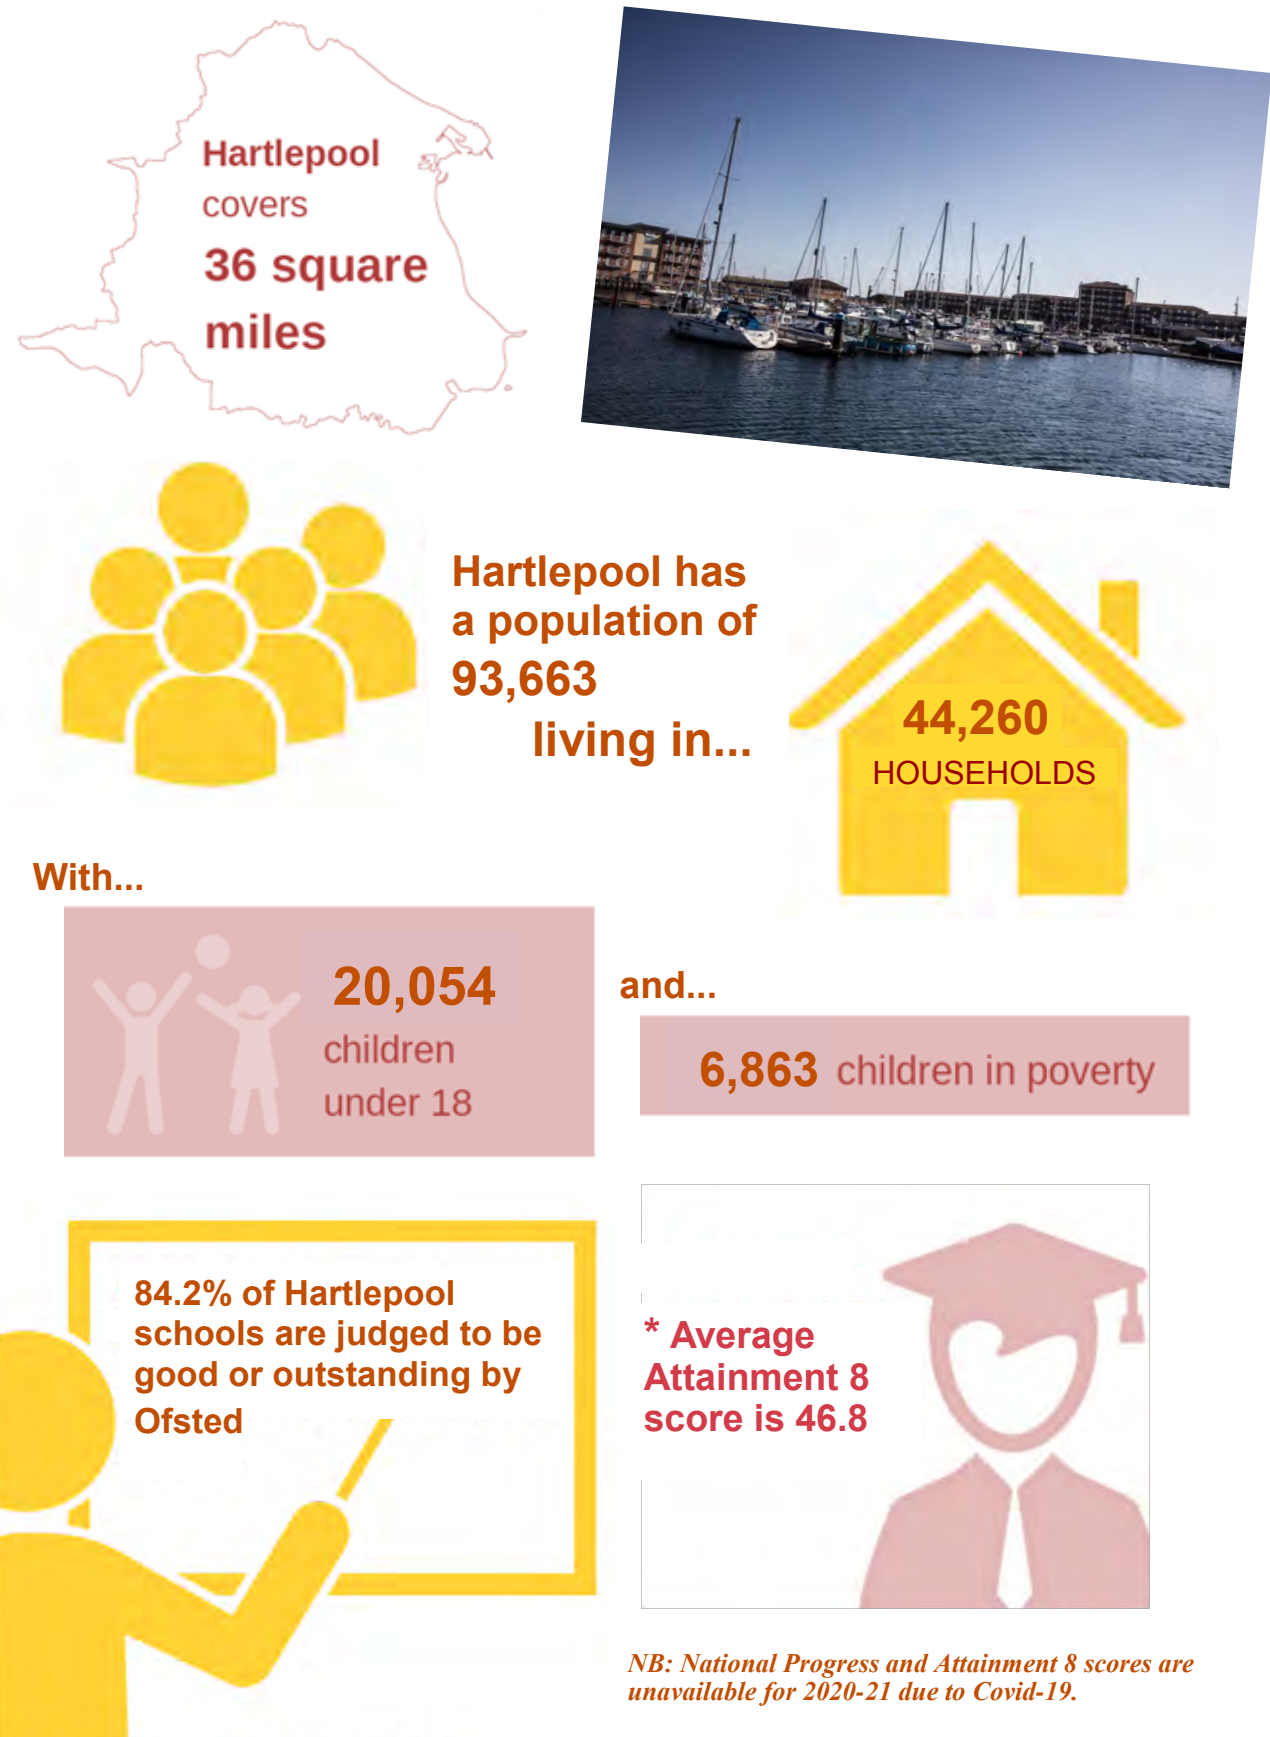 Hartlepool
covers
36 square
miles
Hartlepool has
a population of
93,663
living in...
44,260
HOUSEHOLDS
With...
20,054
children
under 18
and...
6,863 children in poverty
84.2% of Hartlepool
schools are judged to be
good or outstanding by
Ofsted
* Average
Attainment 8
score is 46.8
NB: National Progress and Attainment 8 scores are
unavailable for 2020-21 due to Covid-19.